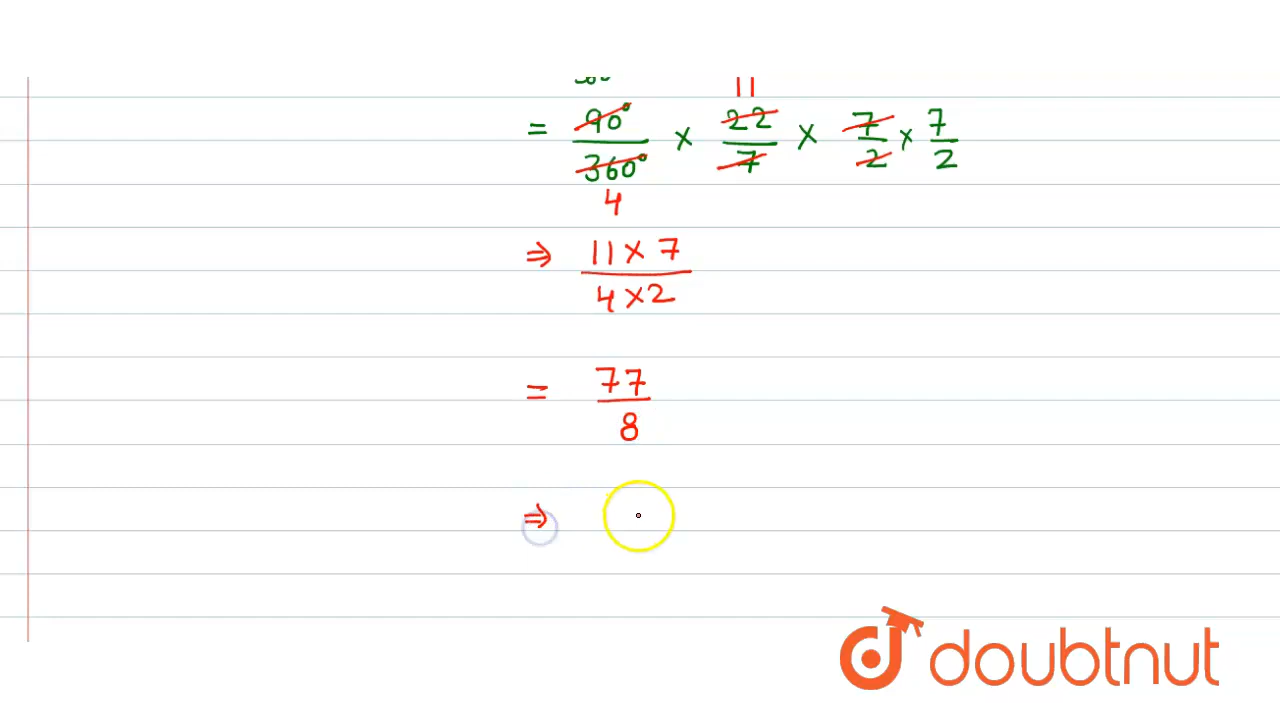 11
= 90° / 360° × 22 / 7 × 7 / 2 × 7 / 2
4
⇒ 11 × 7 / 4 × 2
= 77 / 8
⇒
doubtnut